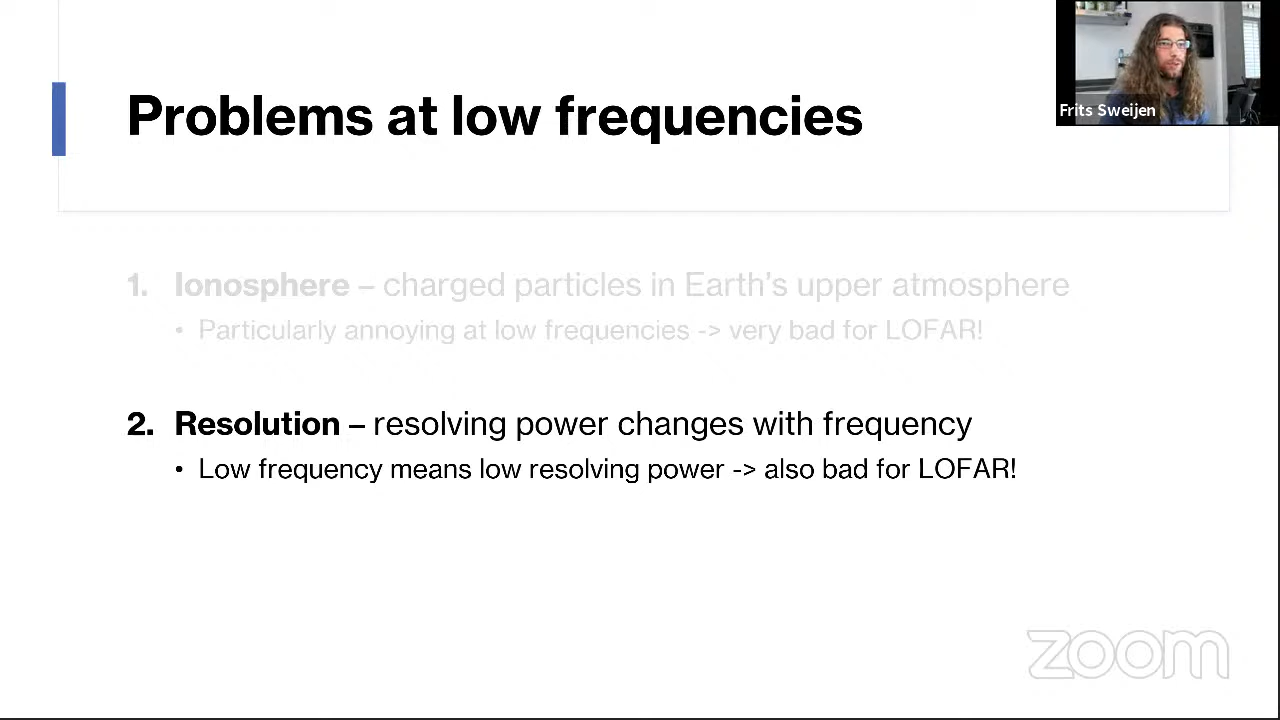 Problems at low frequencies
Frits Sweijen
1. Ionosphere – charged particles in Earth's upper atmosphere
• Particularly annoying at low frequencies -> very bad for LOFAR!
2. Resolution – resolving power changes with frequency
• Low frequency means low resolving power -> also bad for LOFAR!
zoom